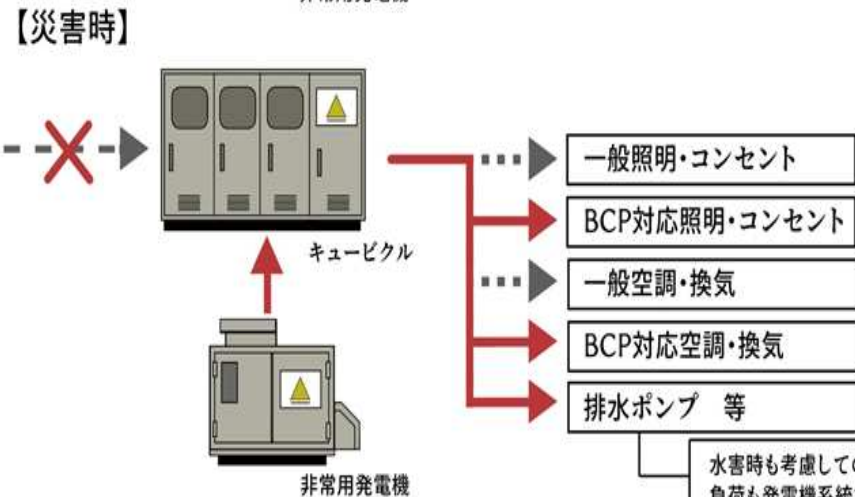 【災害時】
キュービクル
一般照明・コンセント
BCP対応照明・コンセント
一般空調・換気
BCP対応空調・換気
排水ポンプ 等
水害時も考慮しての
非常用発電機